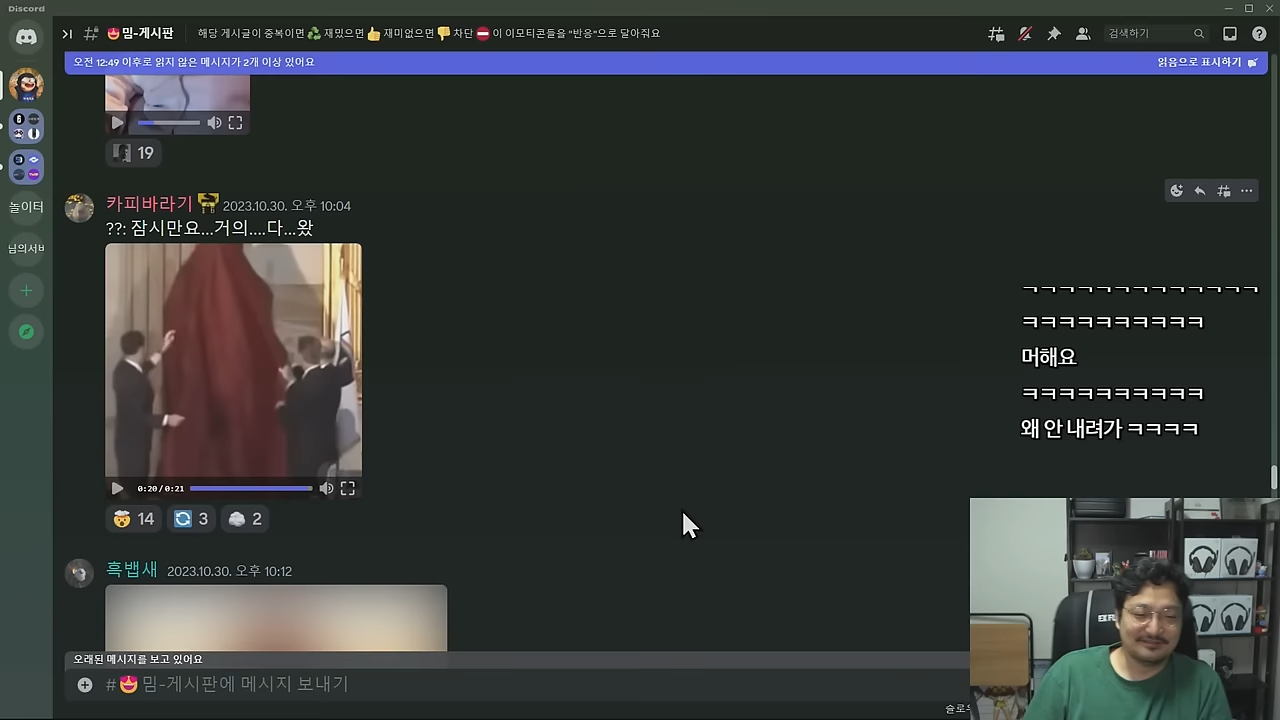 Discord
밈-게시판
해당 게시글이 중복이면 ♻️ 재밌으면 👍 재미없으면 👎 차단 ⛔ 이 이모티콘들을 "반응"으로 달아줘요
검색하기
오전 12:49 이후로 읽지 않은 메시지가 2개 이상 있어요
읽음으로 표시하기
19
놀이터
님의서버
카피바라기
2023.10.30. 오후 10:04
??: 잠시만요...거의....다...왔
0:20/0:21
14
3
2
ㅋㅋㅋㅋㅋㅋㅋㅋㅋㅋㅋㅋㅋ
ㅋㅋㅋㅋㅋㅋㅋㅋㅋㅋ
머해요
ㅋㅋㅋㅋㅋㅋㅋㅋㅋㅋ
왜 안 내려가 ㅋㅋㅋㅋ
흑뱁새
2023.10.30. 오후 10:12
오래된 메시지를 보고 있어요
#😍밈-게시판에 메시지 보내기